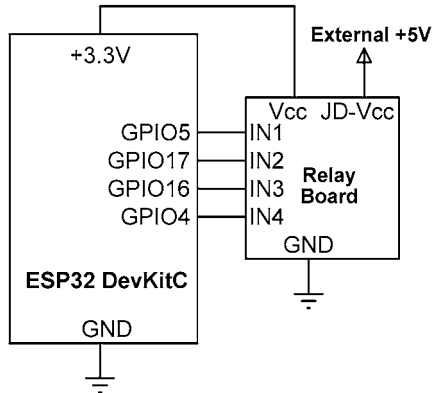 External +5V
+3.3V
Vcc JD-Vcc
GPIO5 IN1
GPIO17 IN2
GPIO16 IN3
GPIO4 IN4
Relay
Board
GND
ESP32 DevKitC
GND